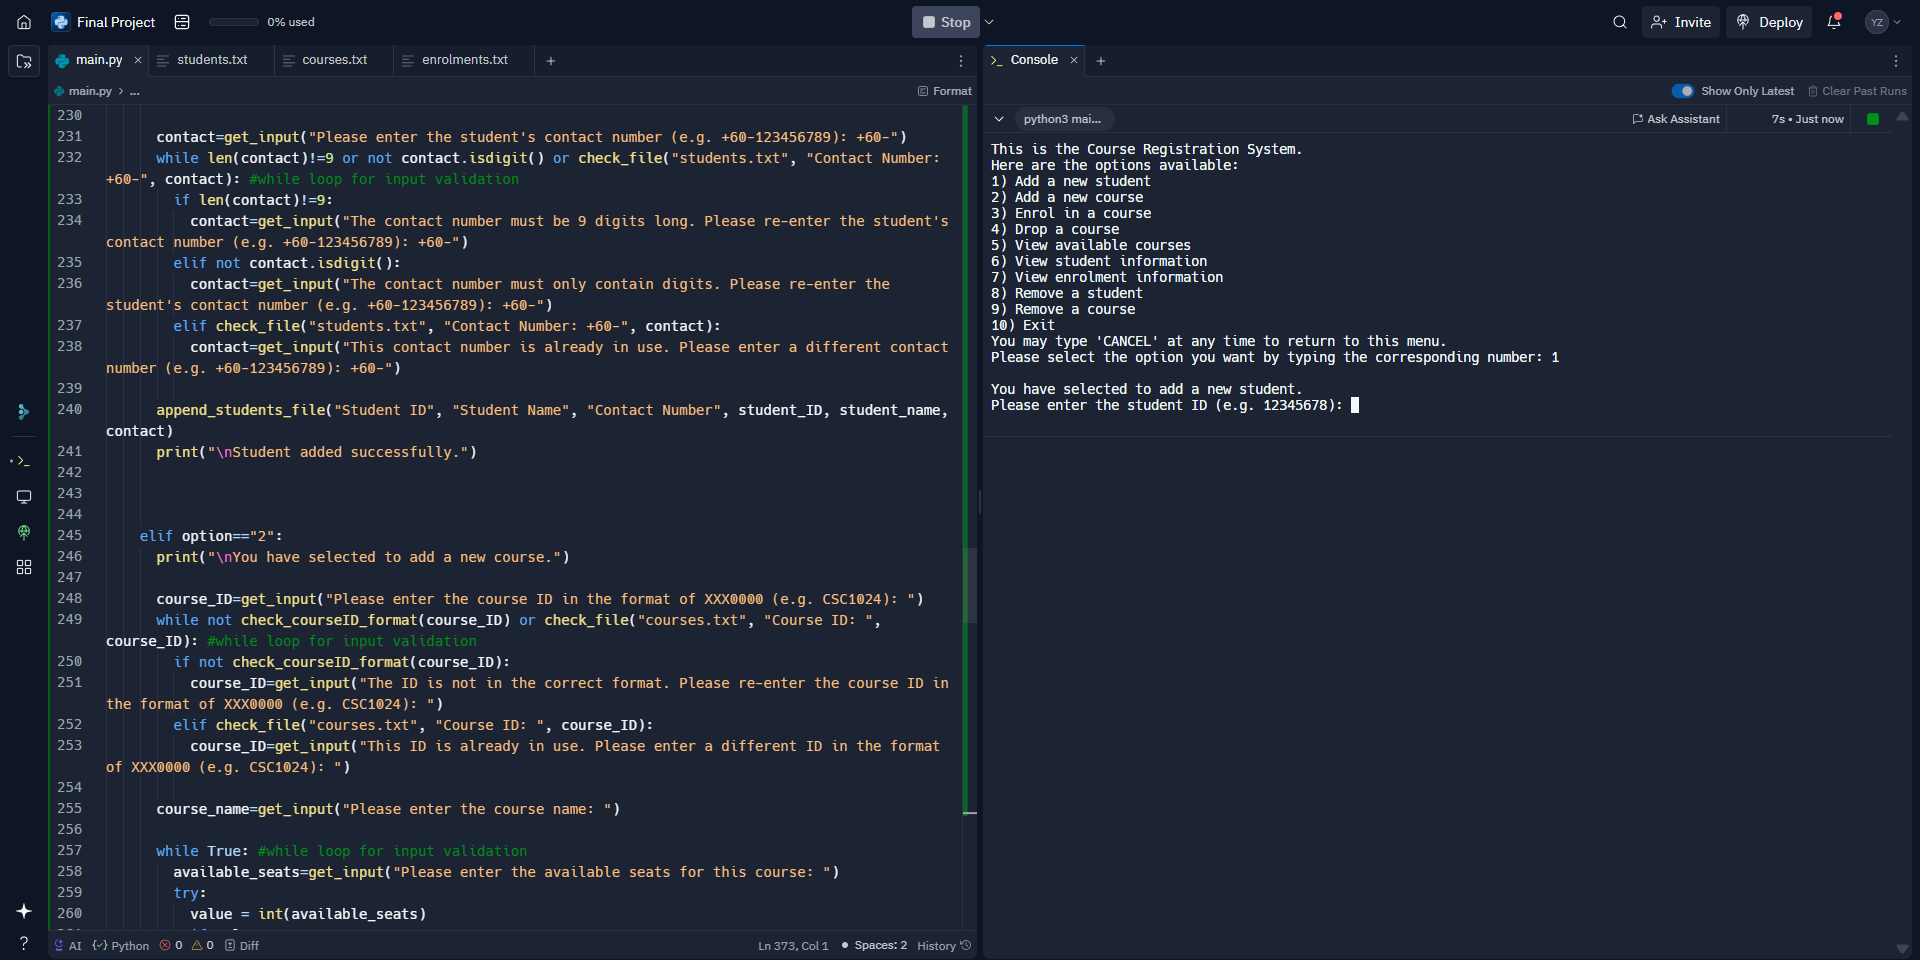 Final Project
0% used
Stop
Invite
Deploy
YZ
main.py
students.txt
courses.txt
enrolments.txt
main.py > ...
Format
230
231 contact=get_input("Please enter the student's contact number (e.g. +60-123456789): +60-")
232 while len(contact)!=9 or not contact.isdigit() or check_file("students.txt", "Contact Number:
+60-", contact): #while loop for input validation
233 if len(contact)!=9:
234 contact=get_input("The contact number must be 9 digits long. Please re-enter the student's
contact number (e.g. +60-123456789): +60-")
235 elif not contact.isdigit():
236 contact=get_input("The contact number must only contain digits. Please re-enter the
student's contact number (e.g. +60-123456789): +60-")
237 elif check_file("students.txt", "Contact Number: +60-", contact):
238 contact=get_input("This contact number is already in use. Please enter a different contact
number (e.g. +60-123456789): +60-")
239
240 append_students_file("Student ID", "Student Name", "Contact Number", student_ID, student_name,
contact)
241 print("\nStudent added successfully.")
242
243
244
245 elif option=="2":
246 print("\nYou have selected to add a new course.")
247
248 course_ID=get_input("Please enter the course ID in the format of XXX0000 (e.g. CSC1024): ")
249 while not check_courseID_format(course_ID) or check_file("courses.txt", "Course ID: ",
course_ID): #while loop for input validation
250 if not check_courseID_format(course_ID):
251 course_ID=get_input("The ID is not in the correct format. Please re-enter the course ID in
the format of XXX0000 (e.g. CSC1024): ")
252 elif check_file("courses.txt", "Course ID: ", course_ID):
253 course_ID=get_input("This ID is already in use. Please enter a different ID in the format
of XXX0000 (e.g. CSC1024): ")
254
255 course_name=get_input("Please enter the course name: ")
256
257 while True: #while loop for input validation
258 available_seats=get_input("Please enter the available seats for this course: ")
259 try:
260 value = int(available_seats)
AI
Python
0
0
Diff
Ln 373, Col 1
Spaces: 2
History
Console
Show Only Latest
Clear Past Runs
python3 mai...
Ask Assistant
7s • Just now
This is the Course Registration System.
Here are the options available:
1) Add a new student
2) Add a new course
3) Enrol in a course
4) Drop a course
5) View available courses
6) View student information
7) View enrolment information
8) Remove a student
9) Remove a course
10) Exit
You may type 'CANCEL' at any time to return to this menu.
Please select the option you want by typing the corresponding number: 1
You have selected to add a new student.
Please enter the student ID (e.g. 12345678):